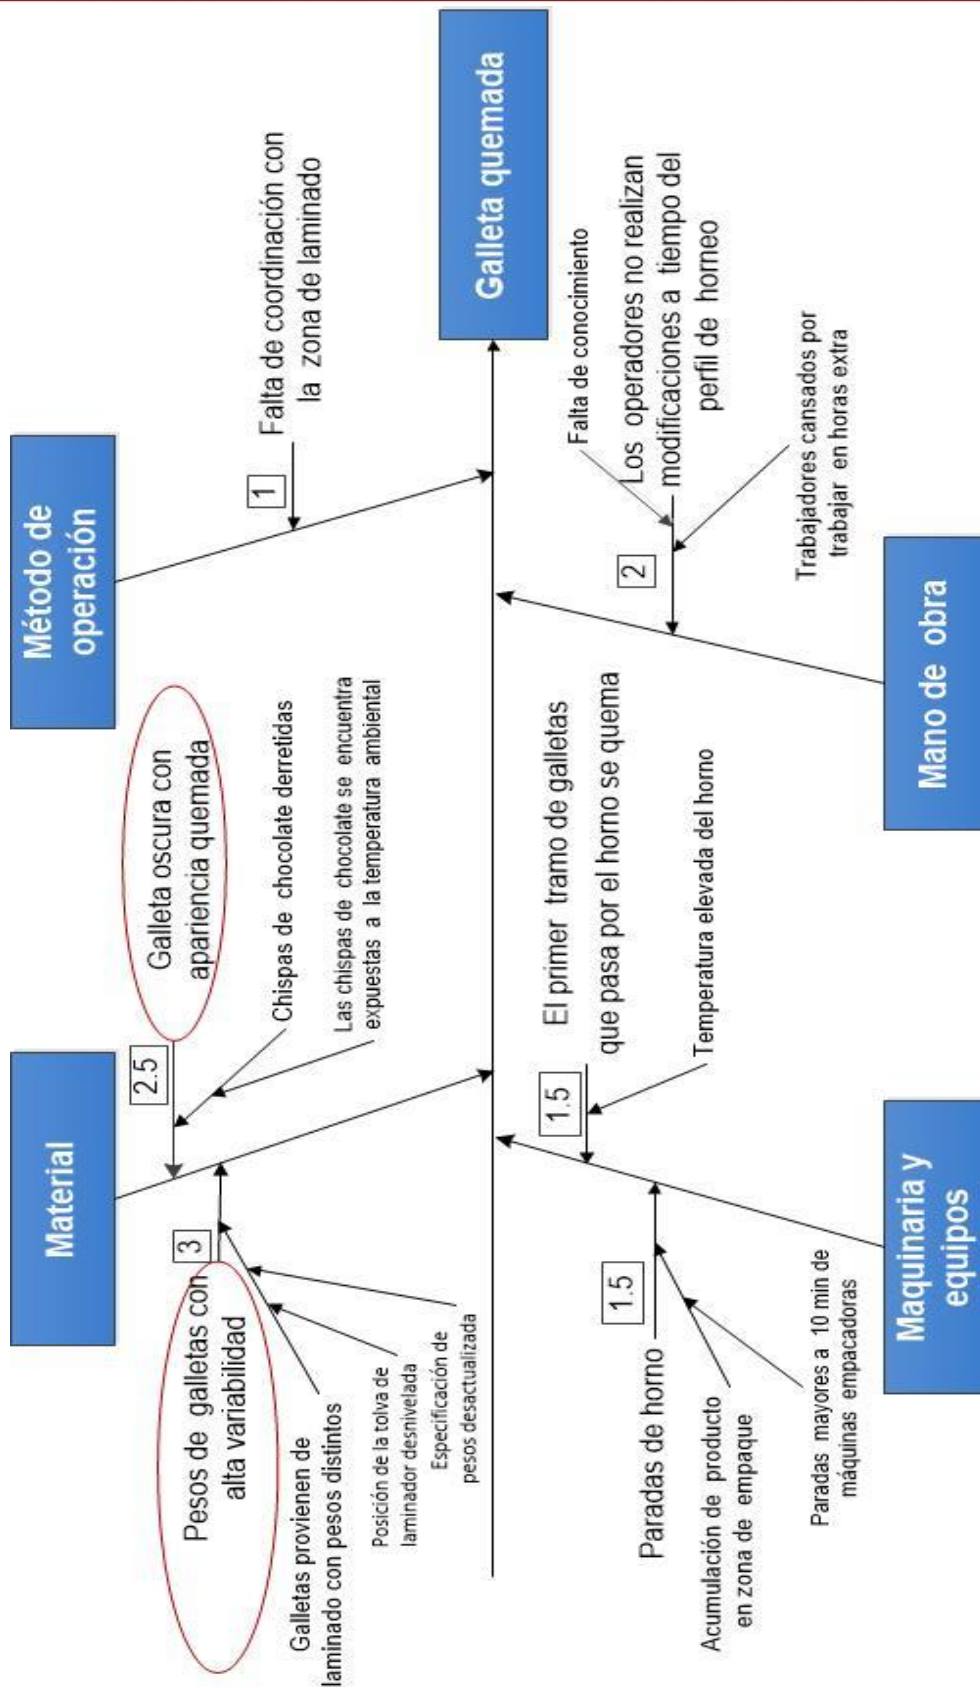 Material
Método de
operación
3
Pesos de galletas con
alta variabilidad
Galletas provienen de
laminado con pesos distintos
Posición de la tolva de
laminador desnivelada
Especificación de
pesos desactualizada
2.5
Galleta oscura con
apariencia quemada
Chispas de chocolate derretidas
Las chispas de chocolate se encuentra
expuestas a la temperatura ambiental
1
Falta de coordinación con
la zona de laminado
Galleta quemada
Paradas de horno
1.5
Acumulación de producto
en zona de empaque
Paradas mayores a 10 min de
máquinas empacadoras
1.5
El primer tramo de galletas
que pasa por el horno se quema
Temperatura elevada del horno
2
Falta de conocimiento
Los operadores no realizan
modificaciones a tiempo del
perfil de horneo
Trabajadores cansados por
trabajar en horas extra
Maquinaria y
equipos
Mano de obra